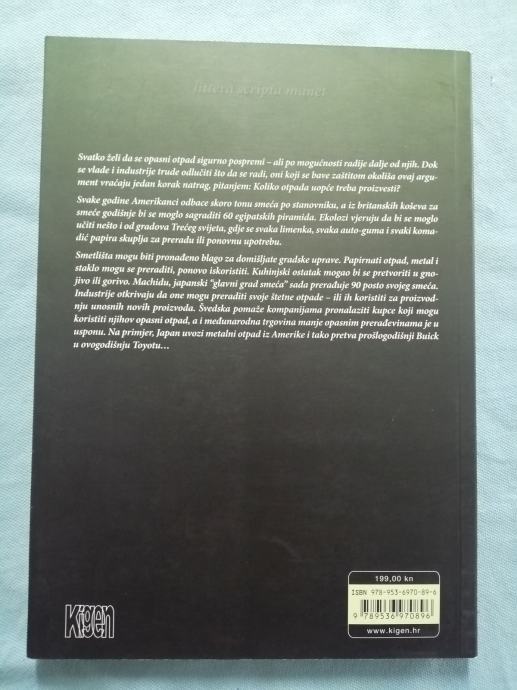 littera scripta manet
Svatko želi da se opasni otpad sigurno pospremi – ali po mogućnosti radije dalje od njih. Dok
se vlade i industrije trude odlučiti što da se radi, oni koji se bave zaštitom okoliša ovaj argu-
ment vraćaju jedan korak natrag, pitanjem: Koliko otpada uopće treba proizvesti?
Svake godine Amerikanci odbace skoro tonu smeća po stanovniku, a iz britanskih koševa za
smeće godišnje bi se moglo sagraditi 60 egipatskih piramida. Ekolozi vjeruju da bi se moglo
učiti nešto i od gradova Trećeg svijeta, gdje se svaka limenka, svaka auto-guma i svaki koma-
dić papira skuplja za preradu ili ponovnu upotrebu.
Smetlišta mogu biti pronađeno blago za domišljate gradske uprave. Papirnati otpad, metal i
staklo mogu se preraditi, ponovo iskoristiti. Kuhinjski ostatak mogao bi se pretvoriti u gno-
jivo ili gorivo. Machidu, japanski "glavni grad smeća" sada prerađuje 90 posto svojeg smeća.
Industrije otkrivaju da one mogu preraditi svoje štetne otpade – ili ih koristiti za proizvod-
nju unosnih novih proizvoda. Švedska pomaže kompanijama pronalaziti kupce koji mogu
koristiti njihov opasni otpad, a i međunarodna trgovina manje opasnim prerađevinama je u
usponu. Na primjer, Japan uvozi metalni otpad iz Amerike i tako pretva prošlogodišnji Buick
u ovogodišnju Toyotu…
199,00 kn
ISBN 978-953-6970-89-6
9 789536 970896
www.kigen.hr
Kigen